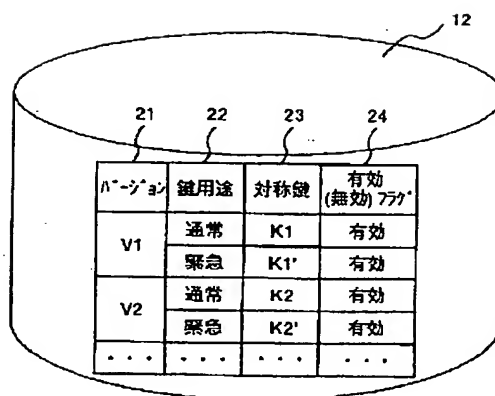 12
21 22 23 24
バージョン 鍵用途 対称鍵 有効
(無効) フラグ
V1 通常 K1 有効
緊急 K1' 有効
V2 通常 K2 有効
緊急 K2' 有効
・・・ ・・・ ・・・ ・・・